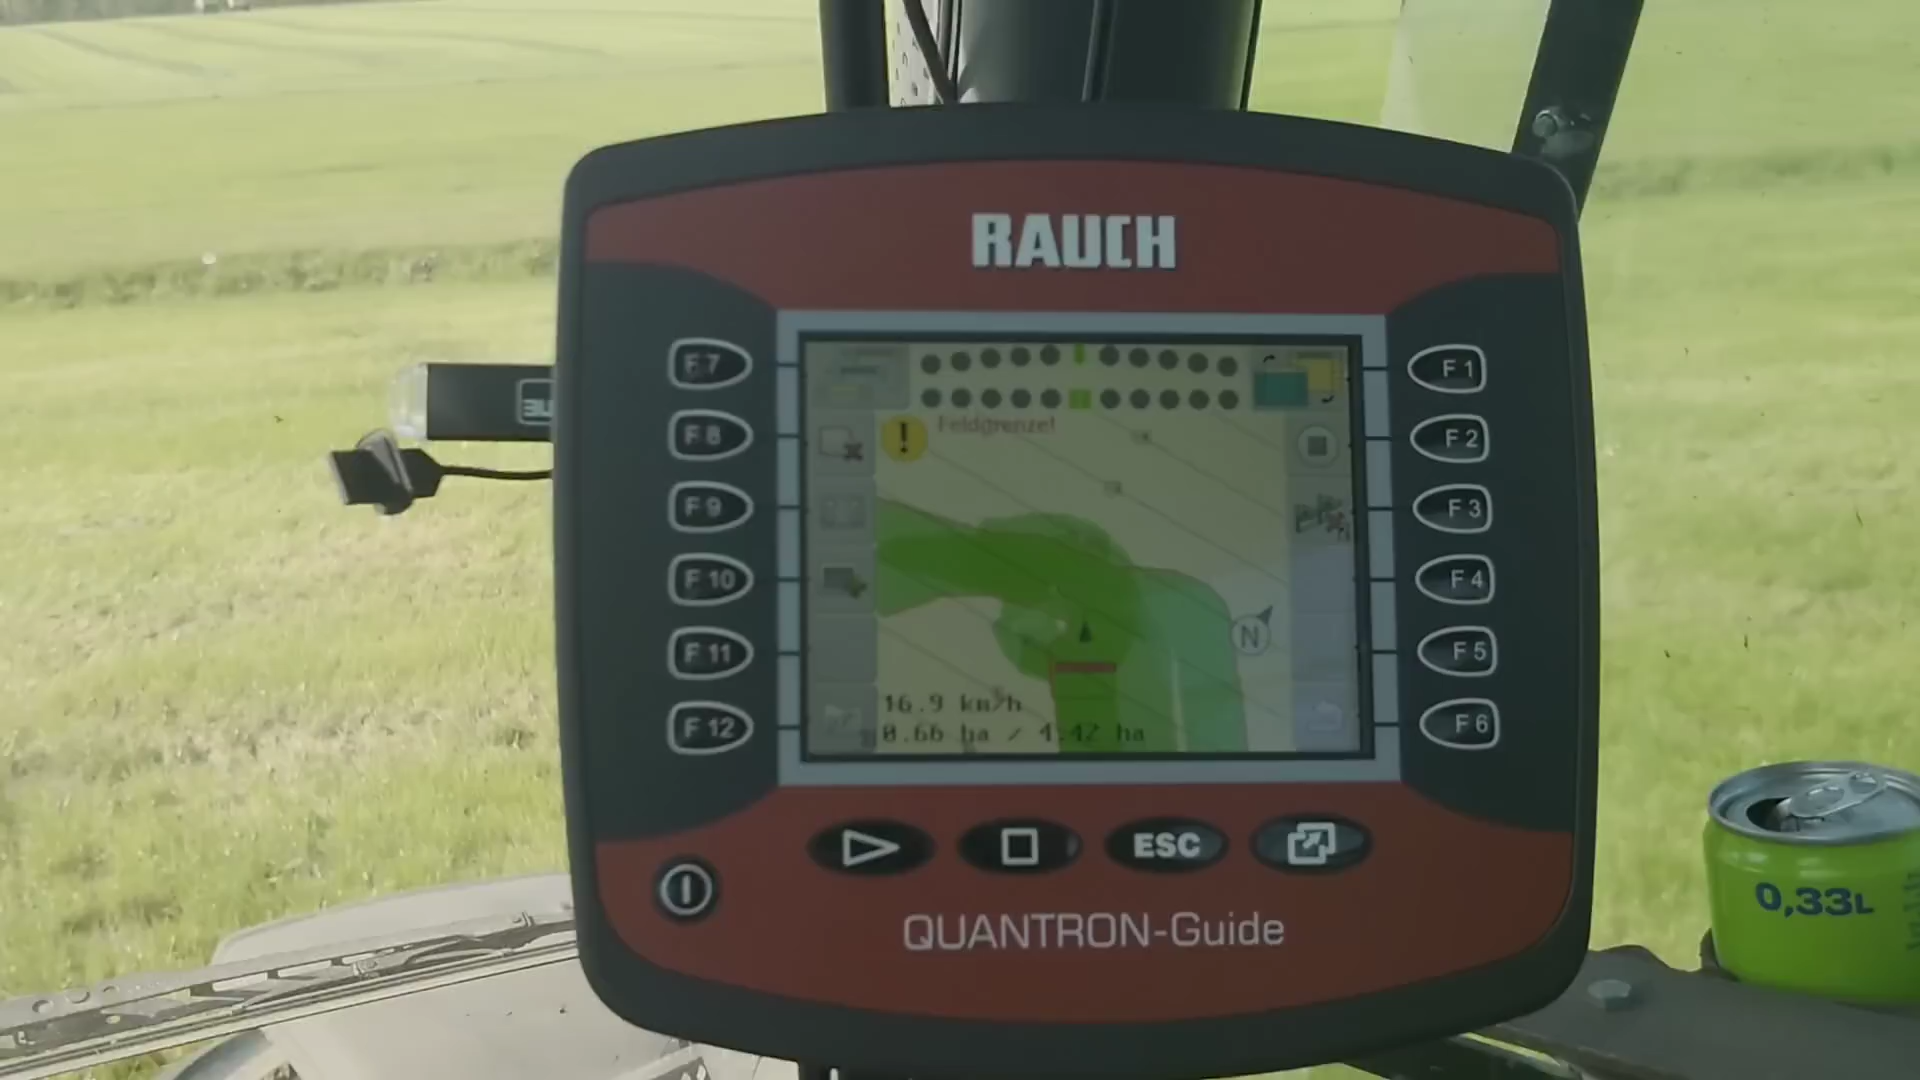 RAUCH
F7
F8
F9
F10
F11
F12
F1
F2
F3
F4
F5
F6
Feldgrenze!
N
16.9 km/h
0.66 ha / 4.42 ha
ESC
QUANTRON-Guide
0,33L